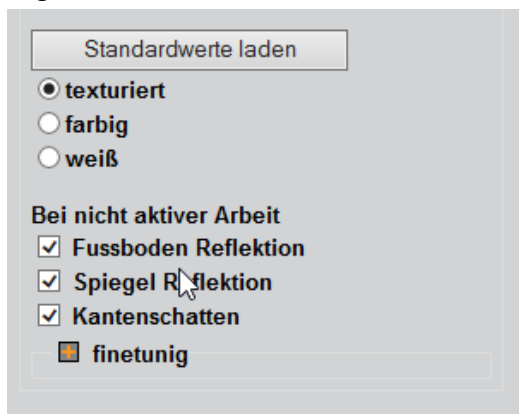 Standardwerte laden
texturiert
farbig
weiß
Bei nicht aktiver Arbeit
Fussboden Reflektion
Spiegel Reflektion
Kantenschatten
finetunig